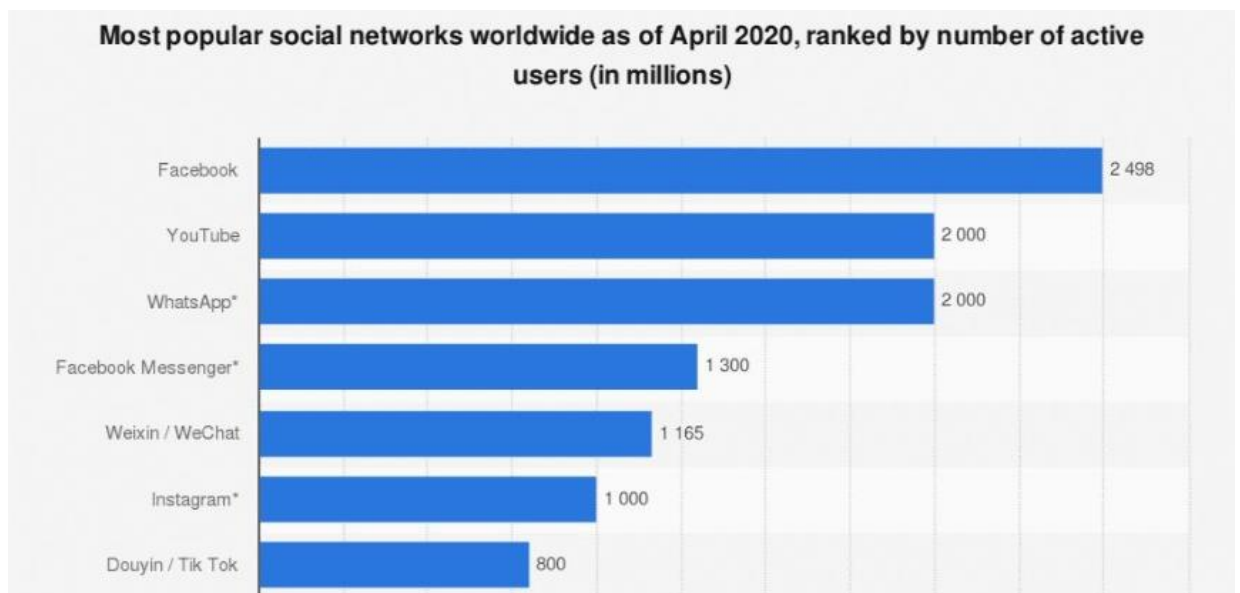 Most popular social networks worldwide as of April 2020, ranked by number of active
users (in millions)
Facebook 2 498
YouTube 2 000
WhatsApp* 2 000
Facebook Messenger* 1 300
Weixin / WeChat 1 165
Instagram* 1 000
Douyin / Tik Tok 800